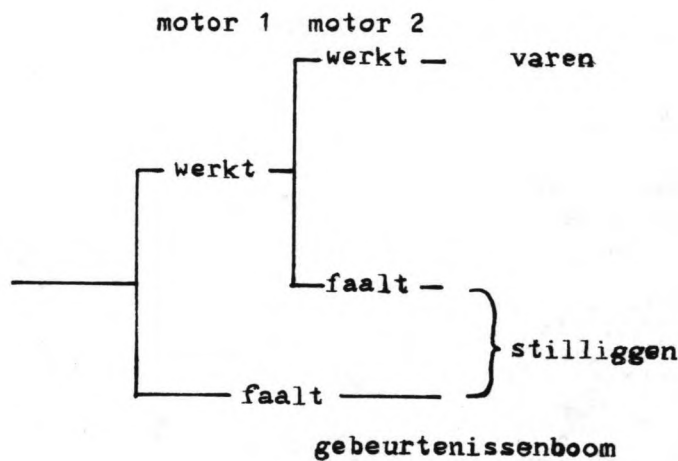 motor 1 motor 2
werkt varen
werkt
faalt
stilliggen
faalt
gebeurtenissenboom